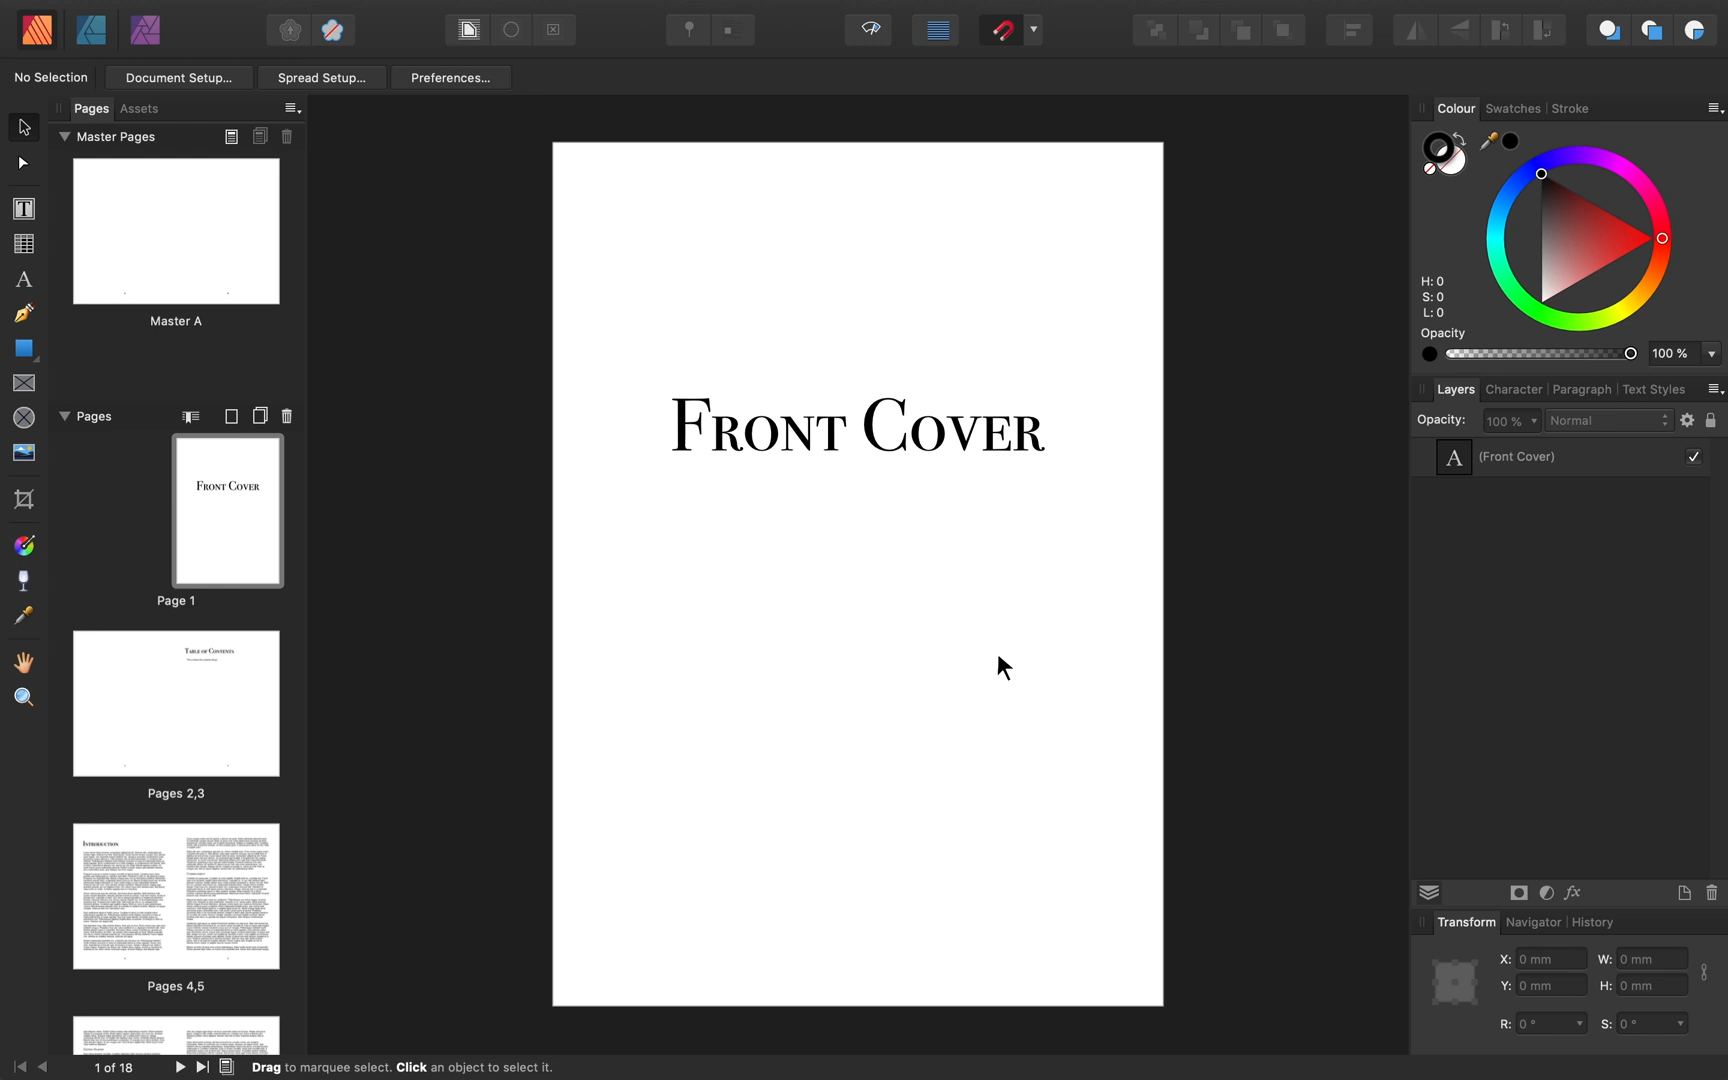 No Selection
Document Setup...
Spread Setup...
Preferences...
Pages
Assets
Master Pages
Master A
Pages
Front Cover
Page 1
Table of Contents
Pages 2,3
Introduction
Pages 4,5
Front Cover
Colour
Swatches
Stroke
H: 0
S: 0
L: 0
Opacity
100 %
Layers
Character
Paragraph
Text Styles
Opacity:
100 %
Normal
A
(Front Cover)
Transform
Navigator
History
X: 0 mm
W: 0 mm
Y: 0 mm
H: 0 mm
R: 0 °
S: 0 °
1 of 18
Drag to marquee select. Click an object to select it.